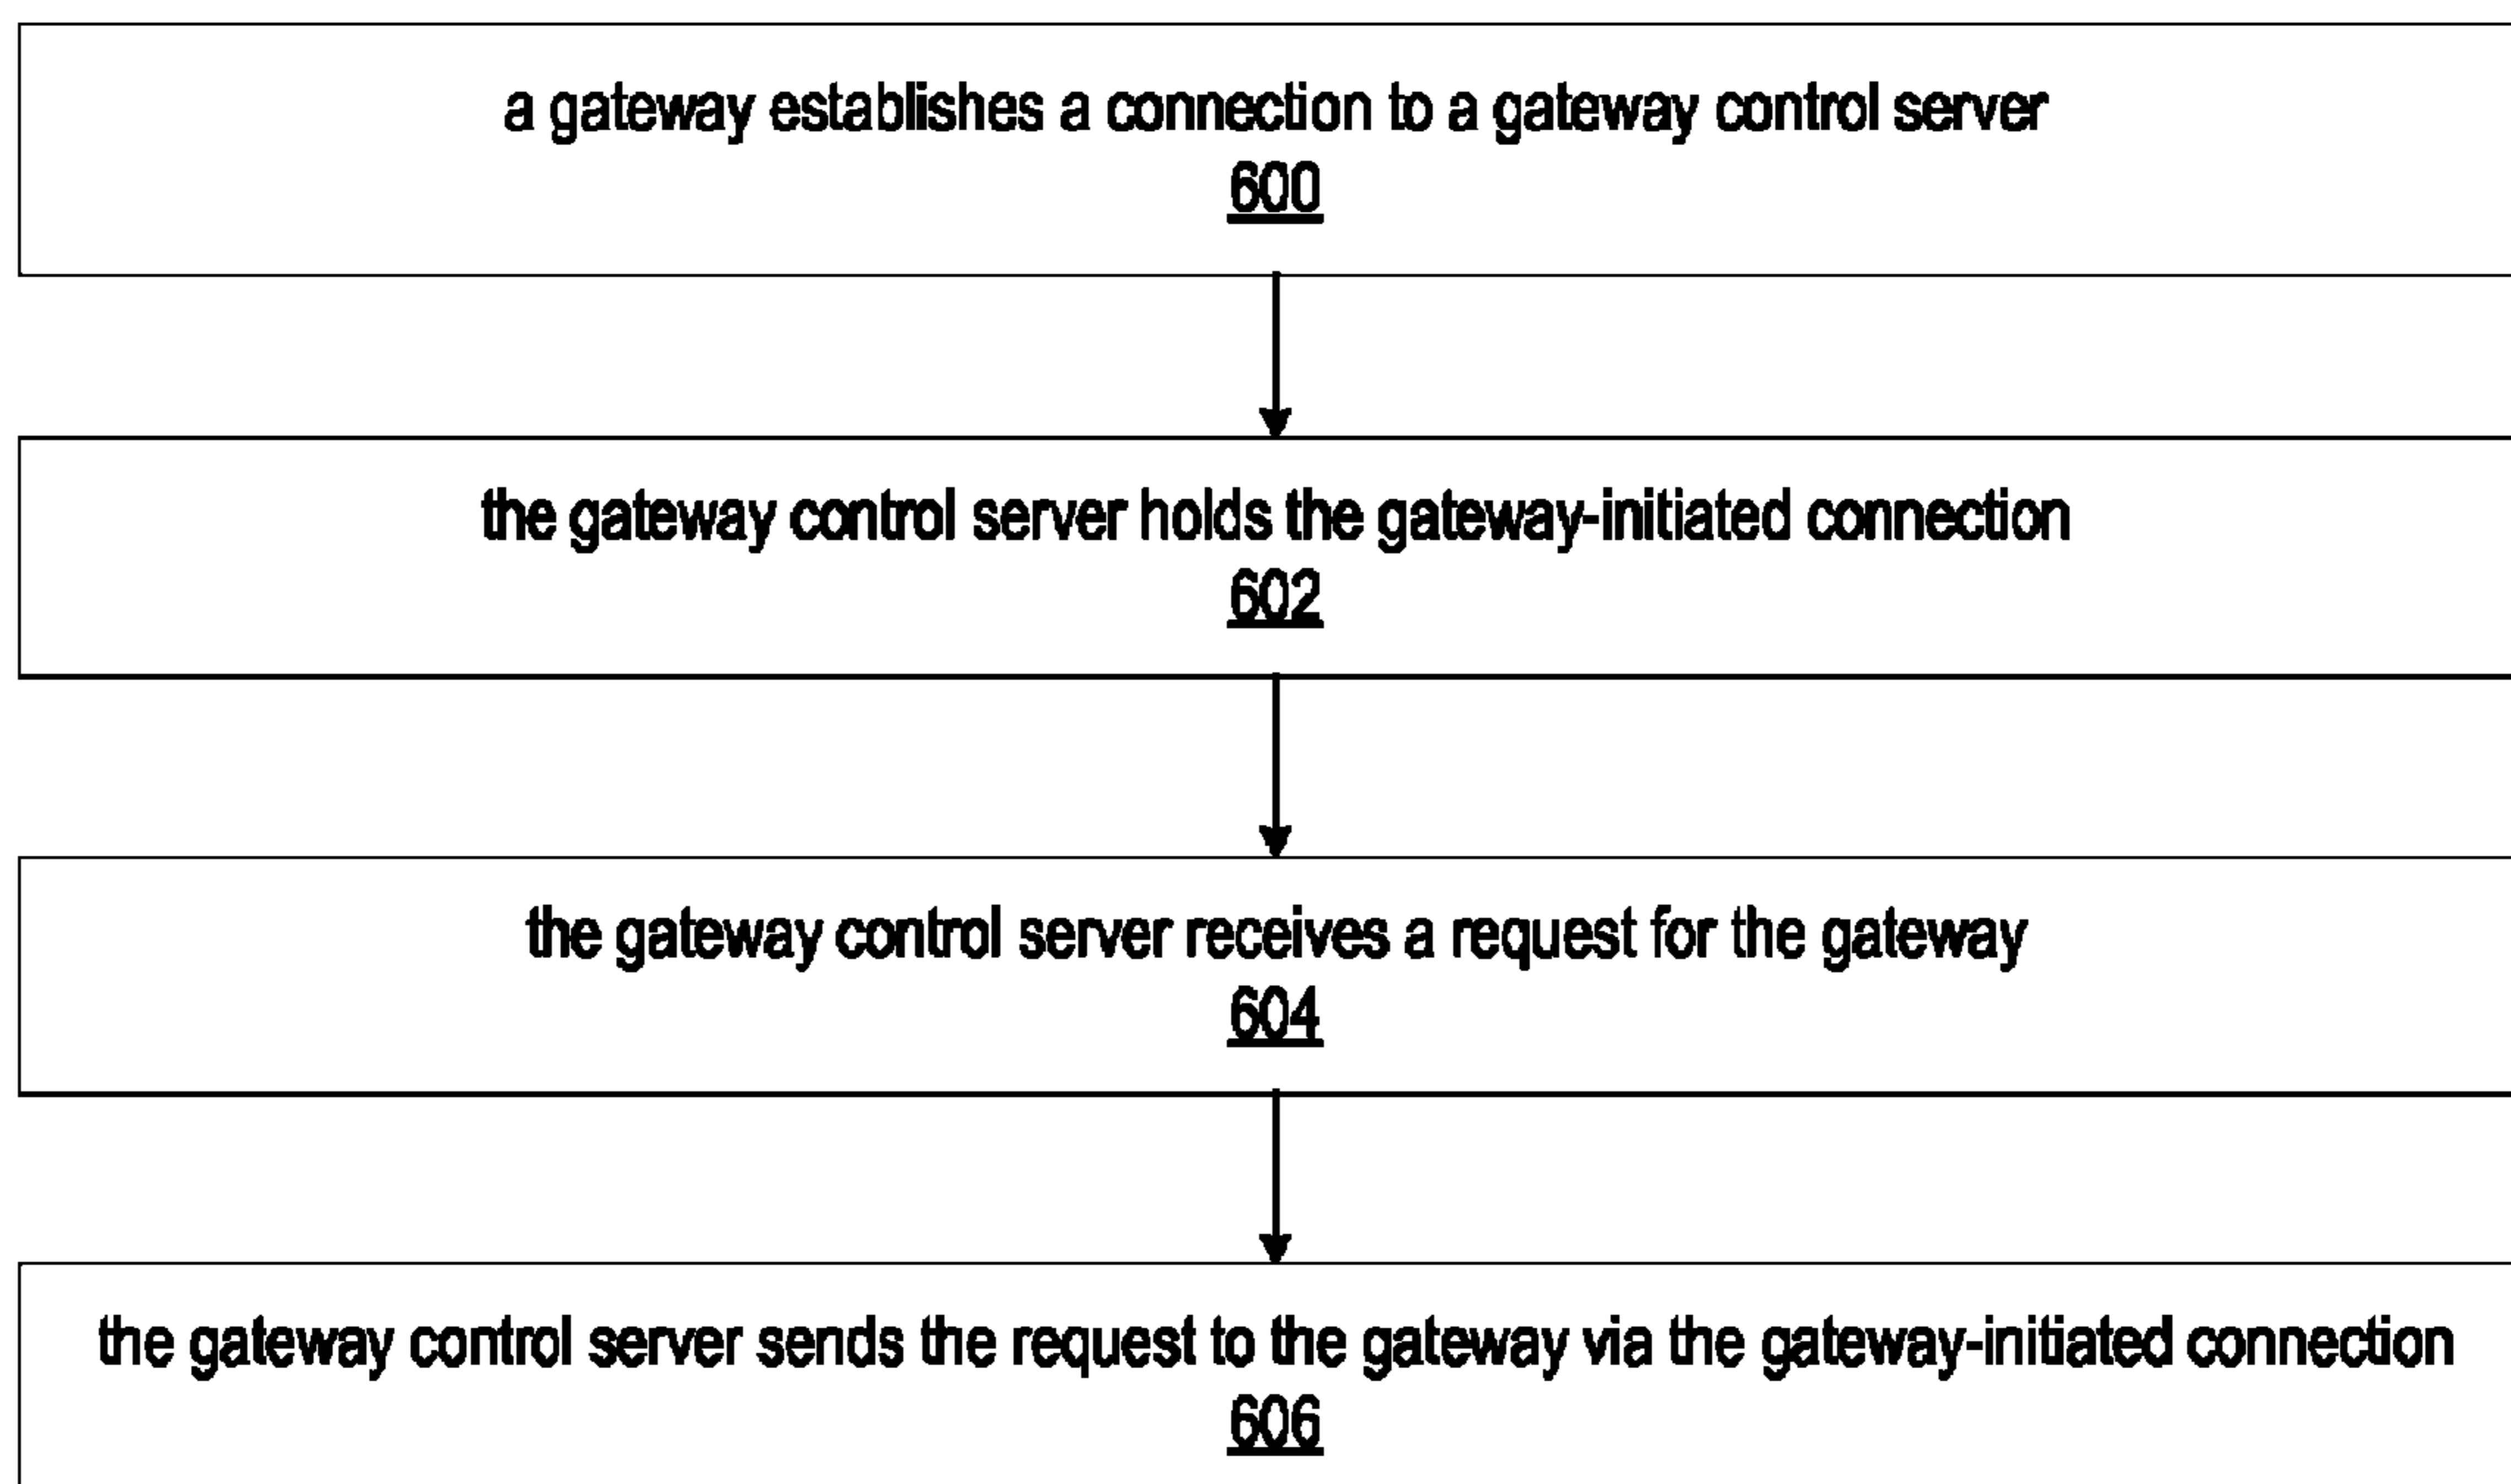 a gateway establishes a connection to a gateway control server
600
the gateway control server holds the gateway-initiated connection
602
the gateway control server receives a request for the gateway
604
the gateway control server sends the request to the gateway via the gateway-initiated connection
606